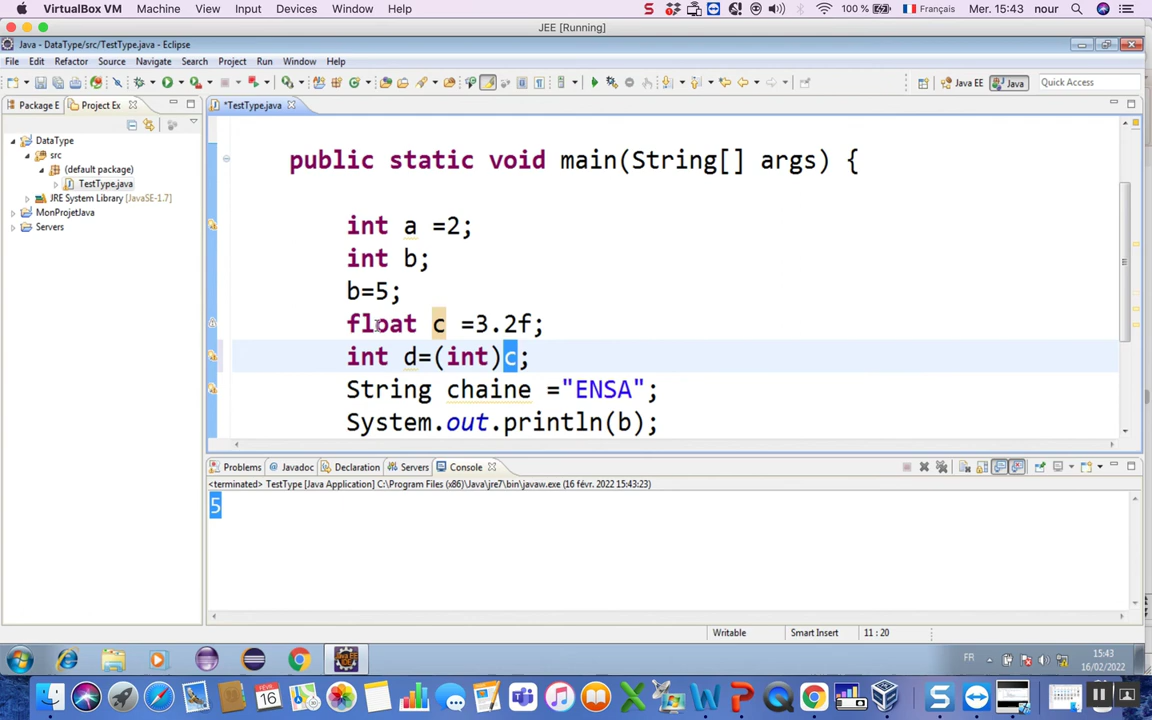 VirtualBox VM Machine View Input Devices Window Help 100 % Français Mer. 15:43 nour
JEE [Running]
Java - DataType/src/TestType.java - Eclipse
File Edit Refactor Source Navigate Search Project Run Window Help
Java EE Java Quick Access
Package E Project Ex *TestType.java
DataType
src
(default package)
TestType.java
JRE System Library [JavaSE-1.7]
MonProjetJava
Servers
public static void main(String[] args) {
int a =2;
int b;
b=5;
float c =3.2f;
int d=(int)c;
String chaine ="ENSA";
System.out.println(b);
Problems @ Javadoc Declaration Servers Console
<terminated> TestType [Java Application] C:\Program Files (x86)\Java\jre7\bin\javaw.exe (16 févr. 2022 15:43:23)
5
Writable Smart Insert 11 : 20
FR 15:43
16/02/2022
FÉVR.
16